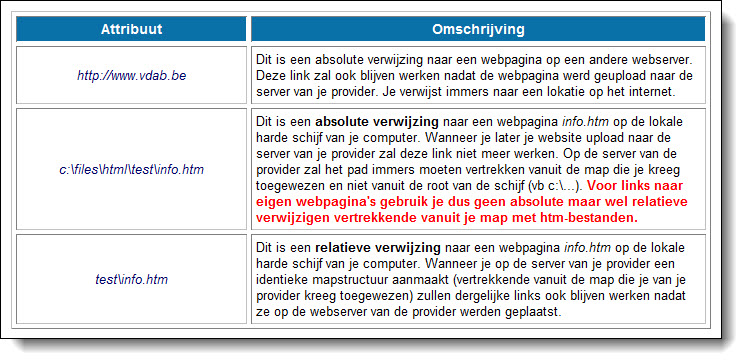 Attribuut
Omschrijving
http://www.vdab.be
Dit is een absolute verwijzing naar een webpagina op een andere webserver.
Deze link zal ook blijven werken nadat de webpagina werd geupload naar de
server van je provider. Je verwijst immers naar een lokatie op het internet.
c:\files\html\test\info.htm
Dit is een absolute verwijzing naar een webpagina info.htm op de lokale
harde schijf van je computer. Wanneer je later je website upload naar de
server van je provider zal deze link niet meer werken. Op de server van de
provider zal het pad immers moeten vertrekken vanuit de map die je kreeg
toegewezen en niet vanuit de root van de schijf (vb c:\...). Voor links naar
eigen webpagina's gebruik je dus geen absolute maar wel relatieve
verwijzigen vertrekkende vanuit je map met htm-bestanden.
test\info.htm
Dit is een relatieve verwijzing naar een webpagina info.htm op de lokale
harde schijf van je computer. Wanneer je op de server van je provider een
identieke mapstructuur aanmaakt (vertrekkende vanuit de map die je van je
provider kreeg toegewezen) zullen dergelijke links ook blijven werken nadat
ze op de webserver van de provider werden geplaatst.